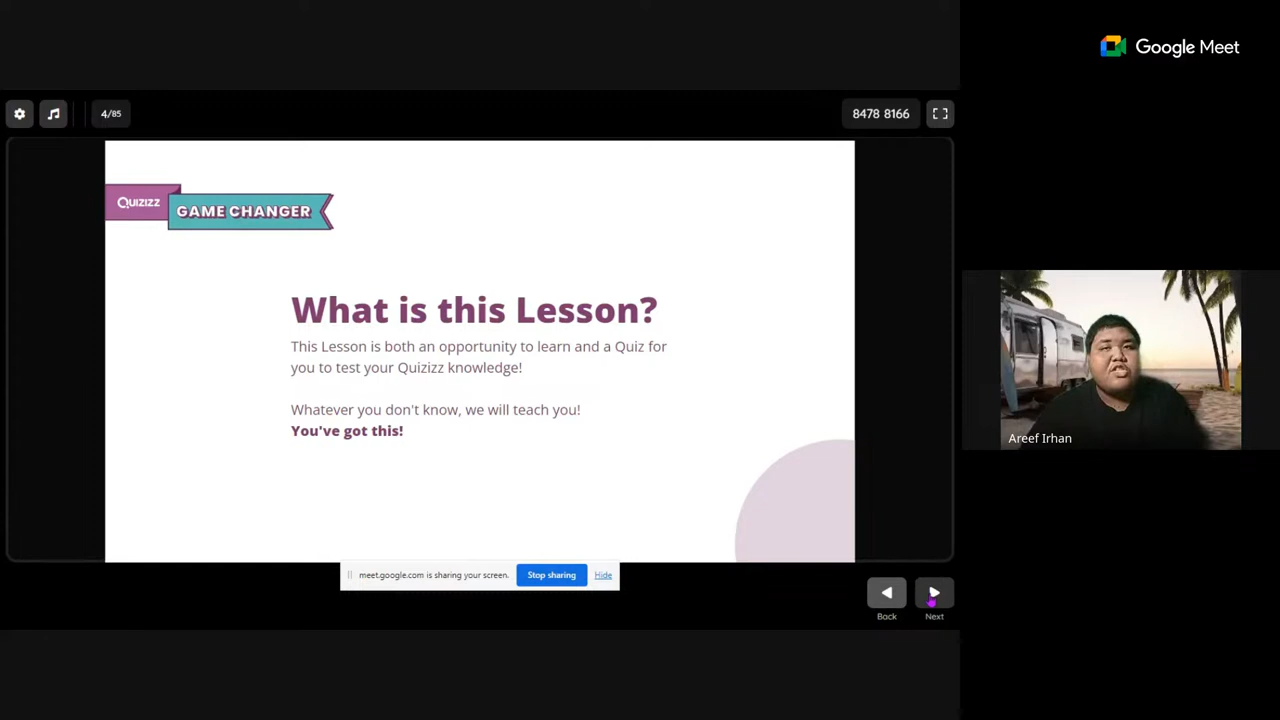 Google Meet
4/85
8478 8166
Quizizz
GAME CHANGER
What is this Lesson?
This Lesson is both an opportunity to learn and a Quiz for
you to test your Quizizz knowledge!
Whatever you don't know, we will teach you!
You've got this!
Areef Irhan
meet.google.com is sharing your screen.
Stop sharing
Hide
Back
Next